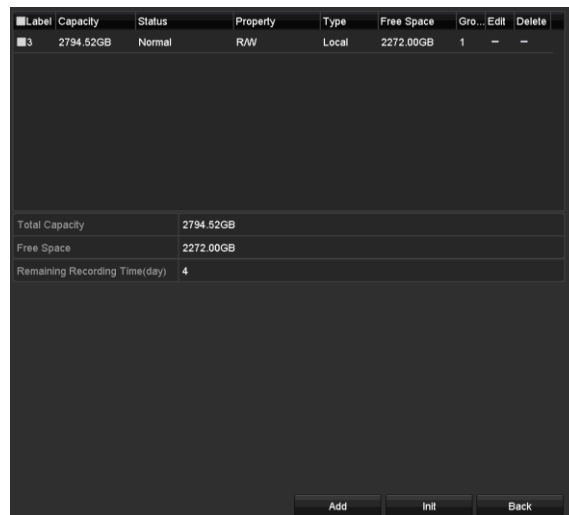 Label Capacity Status Property Type Free Space Gro... Edit Delete
3 2794.52GB Normal R/W Local 2272.00GB 1 – –
Total Capacity 2794.52GB
Free Space 2272.00GB
Remaining Recording Time(day) 4
Add Init Back